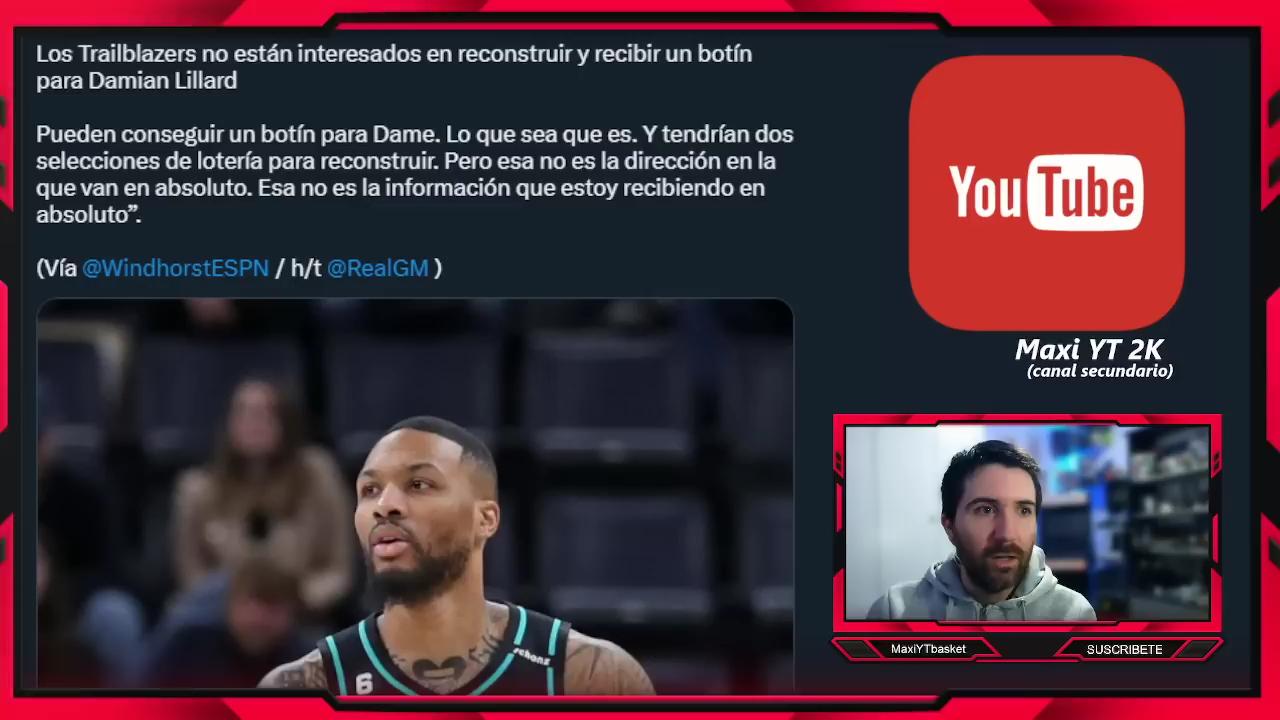 Los Trailblazers no están interesados en reconstruir y recibir un botín
para Damian Lillard
Pueden conseguir un botín para Dame. Lo que sea que es. Y tendrían dos
selecciones de lotería para reconstruir. Pero esa no es la dirección en la
que van en absoluto. Esa no es la información que estoy recibiendo en
absoluto”.
(Vía @WindhorstESPN / h/t @RealGM )
YouTube
Maxi YT 2K
(canal secundario)
6
MaxiYTbasket
SUSCRIBETE